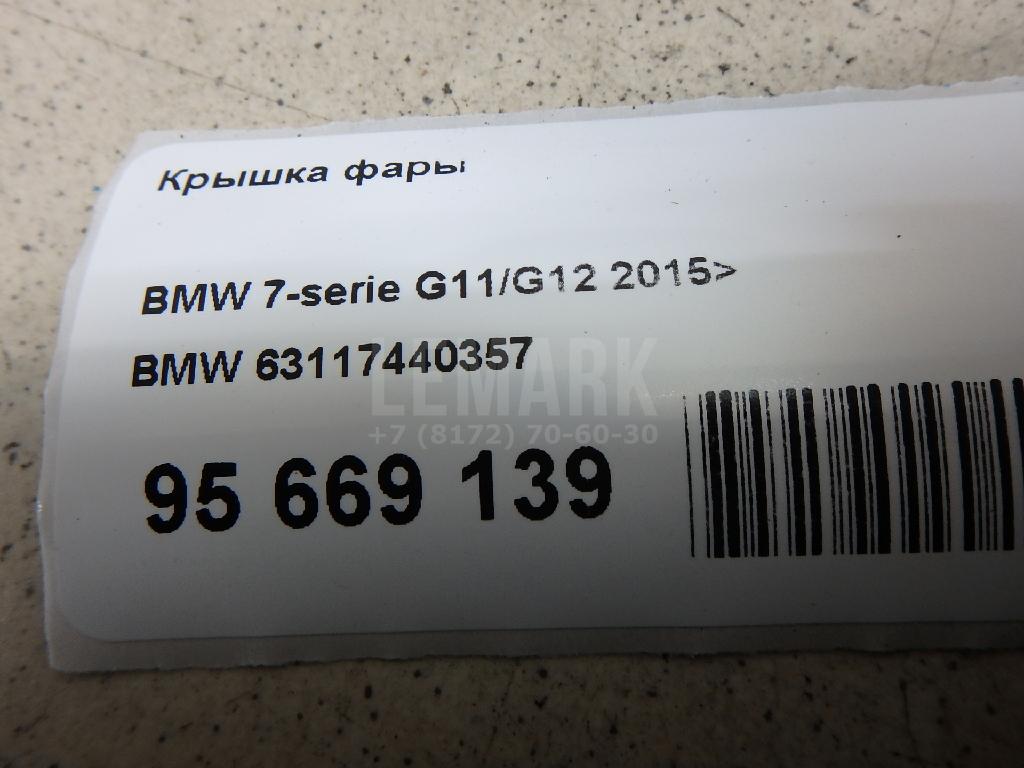 Крышка фары
BMW 7-serie G11/G12 2015>
BMW 63117440357
LEMARK
+7 (8172) 70-60-30
95 669 139